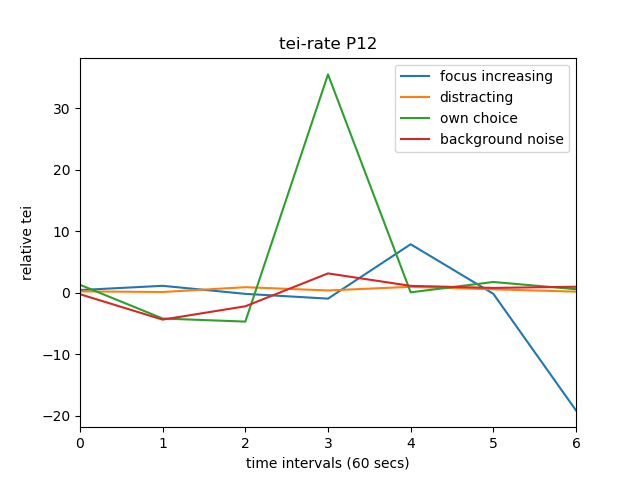 tei-rate P12
focus increasing
distracting
own choice
background noise
relative tei
30
20
10
0
−10
−20
0 1 2 3 4 5 6
time intervals (60 secs)